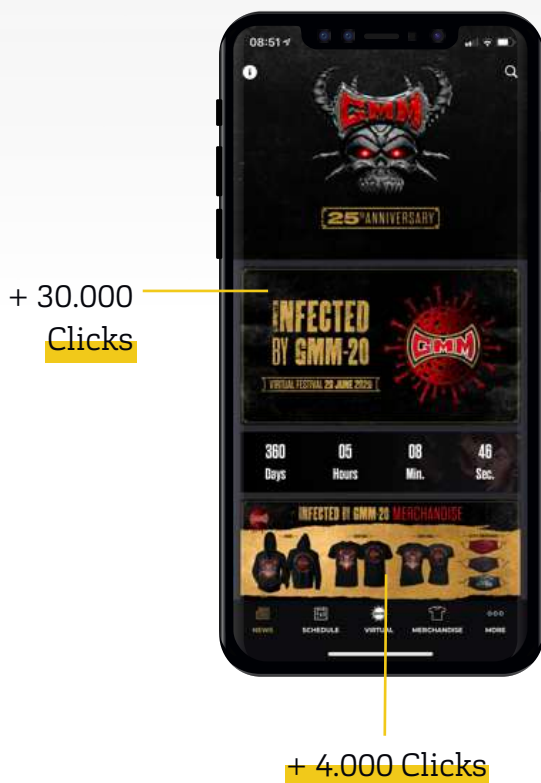 08:51
i
GMM
25TH ANNIVERSARY
+ 30.000
Clicks
INFECTED
BY GMM-20
GMM
VIRTUAL FESTIVAL 20 JUNE 2020
360 05 08 46
Days Hours Min. Sec.
INFECTED BY GMM-20 MERCHANDISE
NEWS SCHEDULE VIRTUAL MERCHANDISE MORE
+ 4.000 Clicks